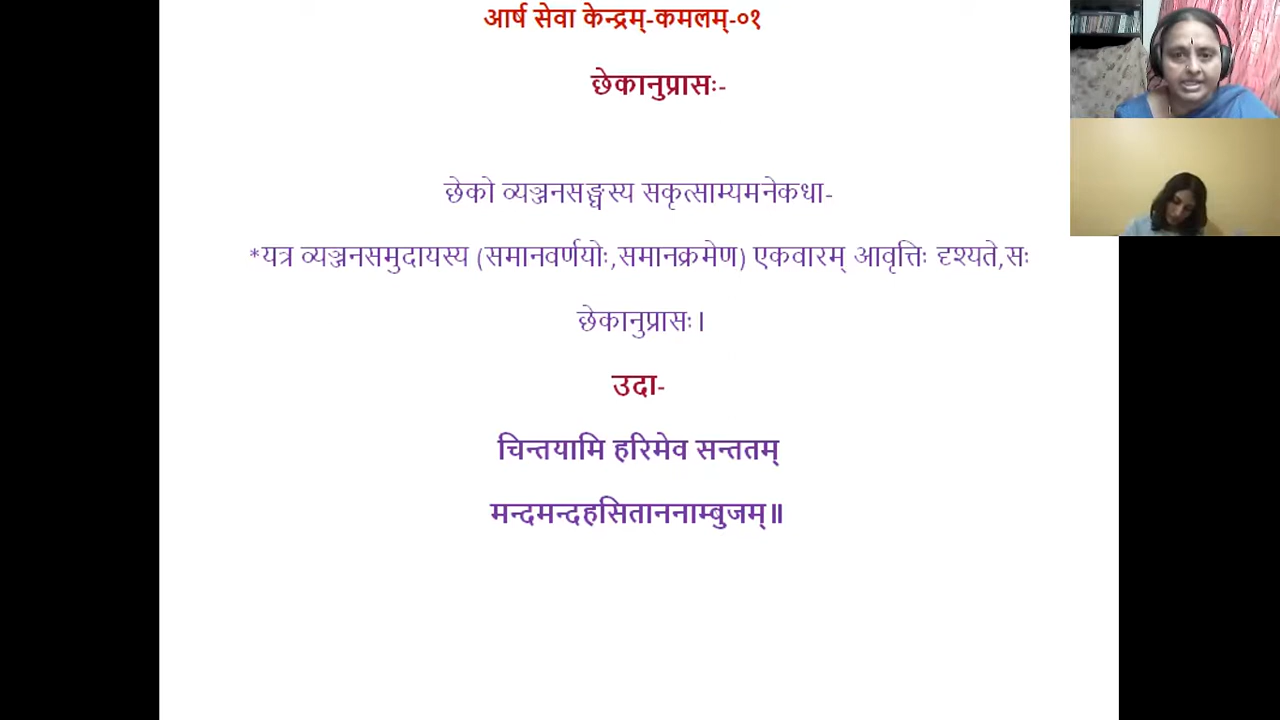 आर्ष सेवा केन्द्रम्-कमलम्-०१
छेकानुप्रासः-
छेको व्यञ्जनसङ्घस्य सकृत्साम्यमनेकधा-
*यत्र व्यञ्जनसमुदायस्य (समानवर्णयोः,समानक्रमेण) एकवारम् आवृत्तिः दृश्यते,सः
छेकानुप्रासः।
उदा-
चिन्तयामि हरिमेव सन्ततम्
मन्दमन्दहसिताननाम्बुजम्॥